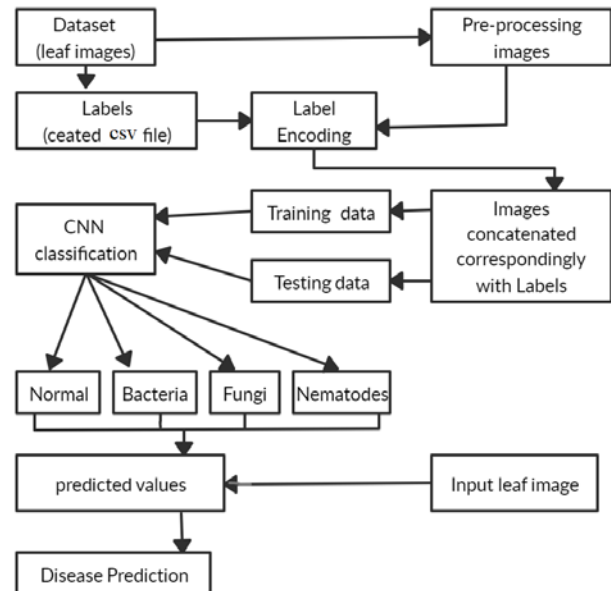 Dataset
(leaf images)
Pre-processing
images
Labels
(ceated csv file)
Label
Encoding
CNN
classification
Training data
Testing data
Images
concatenated
correspondingly
with Labels
Normal
Bacteria
Fungi
Nematodes
predicted values
Input leaf image
Disease Prediction